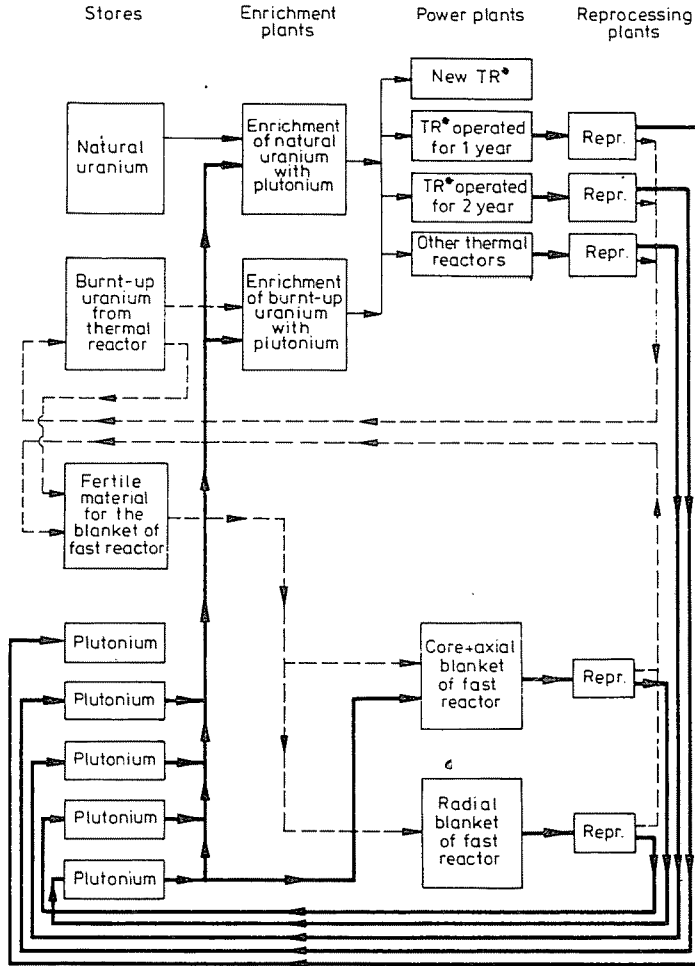 Stores
Enrichment
plants
Power plants
Reprocessing
plants
Natural
uranium
Enrichment
of natural
uranium
with
plutonium
New TR*
TR* operated
for 1 year
Repr.
TR* operated
for 2 year
Repr.
Other thermal
reactors
Repr.
Burnt-up
uranium
from
thermal
reactor
Enrichment
of burnt-up
uranium
with
plutonium
Fertile
material
for the
blanket of
fast reactor
Plutonium
Plutonium
Plutonium
Plutonium
Plutonium
Core+axial
blanket
of fast
reactor
Repr.
Radial
blanket
of fast
reactor
Repr.